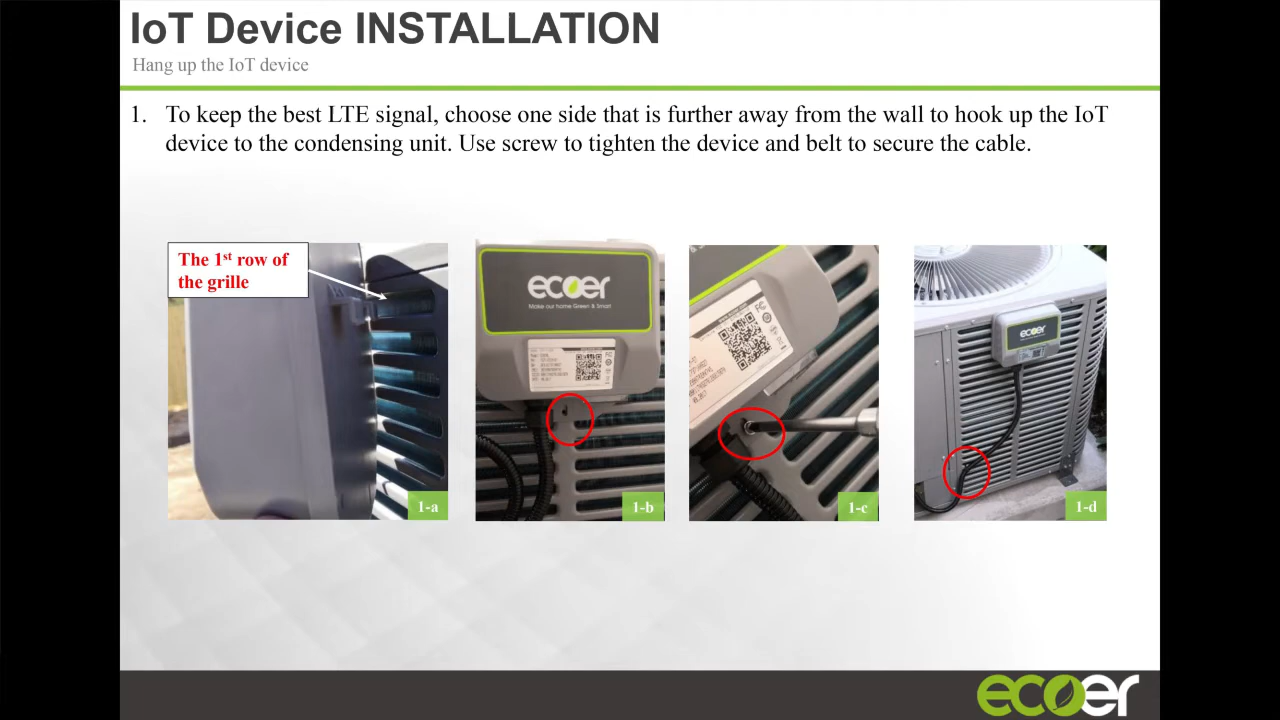 IoT Device INSTALLATION
Hang up the IoT device
1. To keep the best LTE signal, choose one side that is further away from the wall to hook up the IoT
device to the condensing unit. Use screw to tighten the device and belt to secure the cable.
The 1st row of
the grille
ecoer
Make our home Green & Smart
ecoer
1-a
1-b
1-c
1-d
ecoer